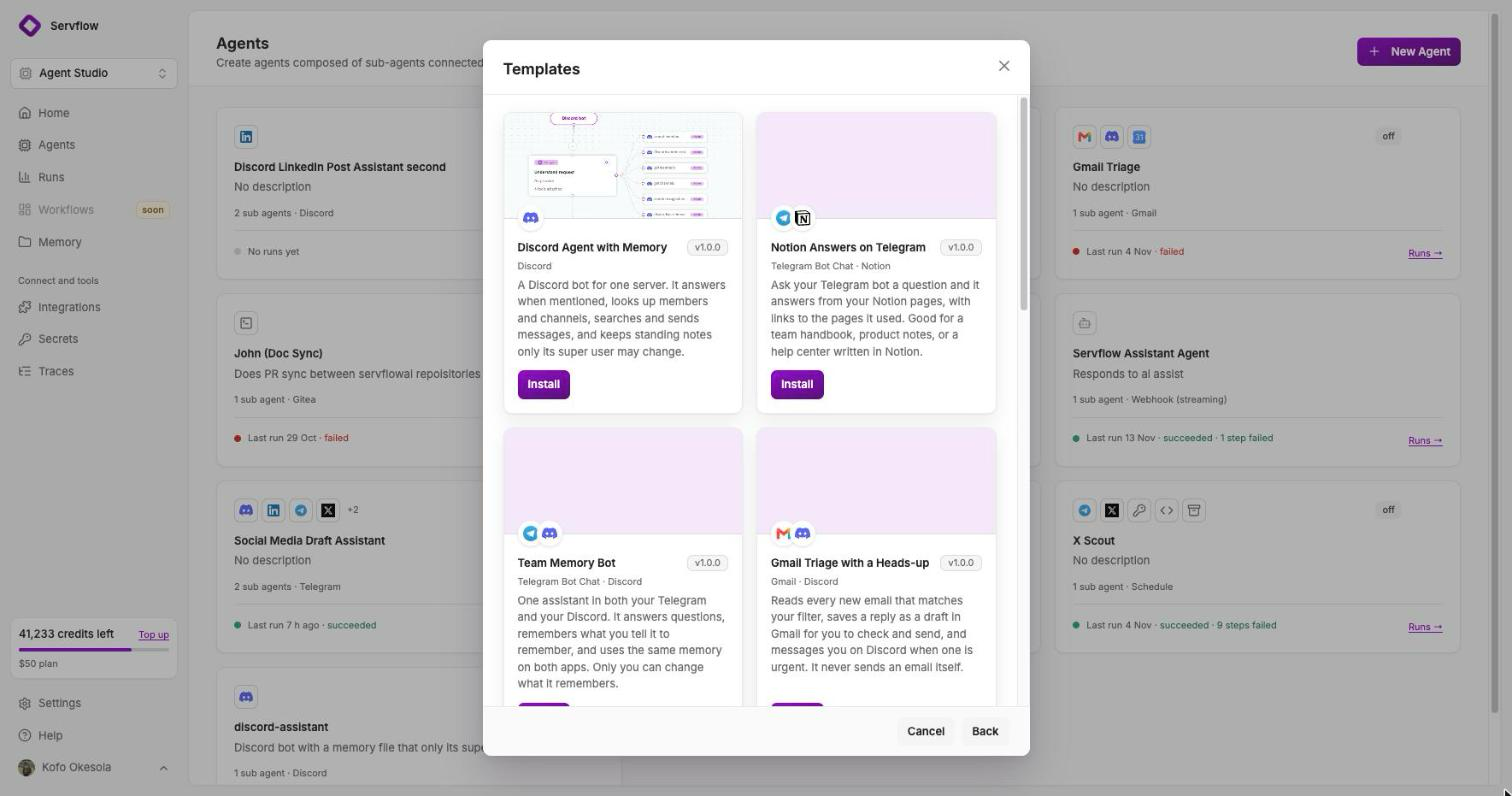 Servflow
Agent Studio
Home
Agents
Runs
Workflows soon
Memory
Connect and tools
Integrations
Secrets
Traces
41,233 credits left Top up
$50 plan
Settings
Help
Kofo Okesola
Agents
Create agents composed of sub-agents connected
+ New Agent
Discord LinkedIn Post Assistant second
No description
2 sub agents · Discord
No runs yet
John (Doc Sync)
Does PR sync between servflowai repoisitories
1 sub agent · Gitea
Last run 29 Oct · failed
+2
Social Media Draft Assistant
No description
2 sub agents · Telegram
Last run 7 h ago · succeeded
discord-assistant
Discord bot with a memory file that only its supe
1 sub agent · Discord
Templates
Discord bot
Understand request
Discord Agent with Memory v1.0.0
Discord
A Discord bot for one server. It answers
when mentioned, looks up members
and channels, searches and sends
messages, and keeps standing notes
only its super user may change.
Install
Notion Answers on Telegram v1.0.0
Telegram Bot Chat · Notion
Ask your Telegram bot a question and it
answers from your Notion pages, with
links to the pages it used. Good for a
team handbook, product notes, or a
help center written in Notion.
Install
Team Memory Bot v1.0.0
Telegram Bot Chat · Discord
One assistant in both your Telegram
and your Discord. It answers questions,
remembers what you tell it to
remember, and uses the same memory
on both apps. Only you can change
what it remembers.
Gmail Triage with a Heads-up v1.0.0
Gmail · Discord
Reads every new email that matches
your filter, saves a reply as a draft in
Gmail for you to check and send, and
messages you on Discord when one is
urgent. It never sends an email itself.
Cancel Back
31 off
Gmail Triage
No description
1 sub agent · Gmail
Last run 4 Nov · failed Runs →
Servflow Assistant Agent
Responds to ai assist
1 sub agent · Webhook (streaming)
Last run 13 Nov · succeeded · 1 step failed Runs →
off
X Scout
No description
1 sub agent · Schedule
Last run 4 Nov · succeeded · 9 steps failed Runs →